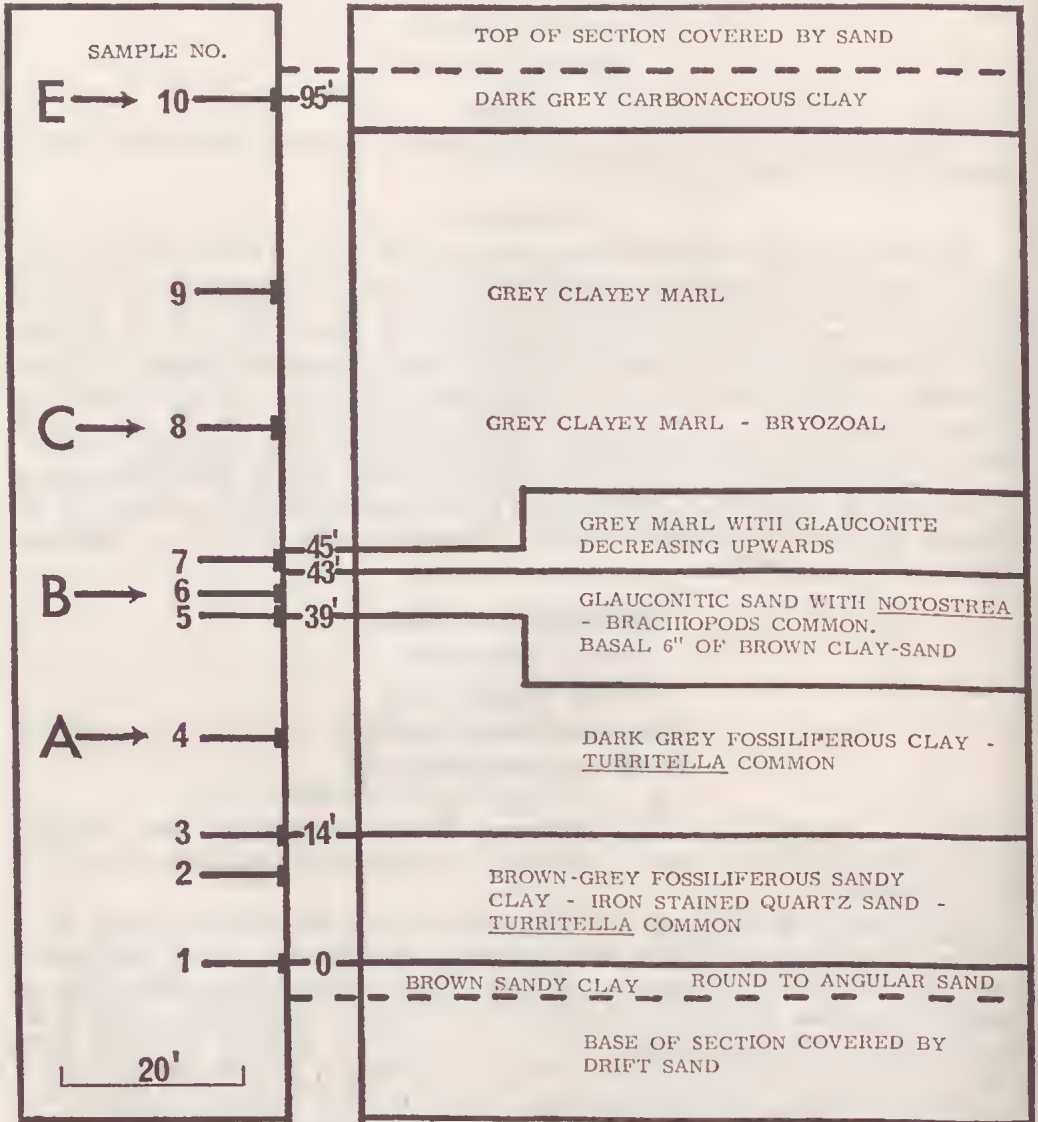 SAMPLE NO.
TOP OF SECTION COVERED BY SAND
E 10 95' DARK GREY CARBONACEOUS CLAY
9 GREY CLAYEY MARL
C 8 GREY CLAYEY MARL - BRYOZOAL
GREY MARL WITH GLAUCONITE
DECREASING UPWARDS
45'
7
43'
B 6
5 39'
GLAUCONITIC SAND WITH NOTOSTREA
- BRACHIOPODS COMMON.
BASAL 6" OF BROWN CLAY-SAND
A 4
DARK GREY FOSSILIFEROUS CLAY -
TURRITELLA COMMON
3 14'
2
BROWN-GREY FOSSILIFEROUS SANDY
CLAY - IRON STAINED QUARTZ SAND -
TURRITELLA COMMON
1 0
BROWN SANDY CLAY ROUND TO ANGULAR SAND
BASE OF SECTION COVERED BY
DRIFT SAND
20'